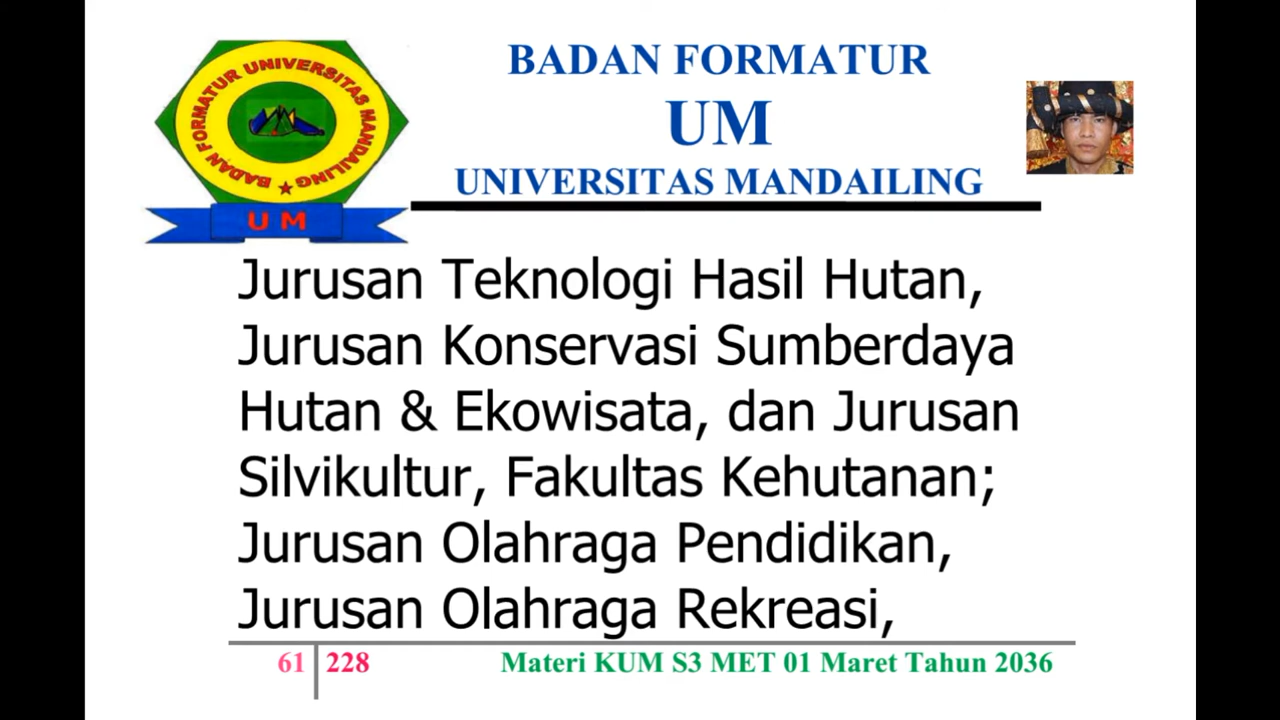 BADAN FORMATUR UNIVERSITAS MANDAILING
U M
BADAN FORMATUR
UM
UNIVERSITAS MANDAILING
Jurusan Teknologi Hasil Hutan,
Jurusan Konservasi Sumberdaya
Hutan & Ekowisata, dan Jurusan
Silvikultur, Fakultas Kehutanan;
Jurusan Olahraga Pendidikan,
Jurusan Olahraga Rekreasi,
61 228 Materi KUM S3 MET 01 Maret Tahun 2036